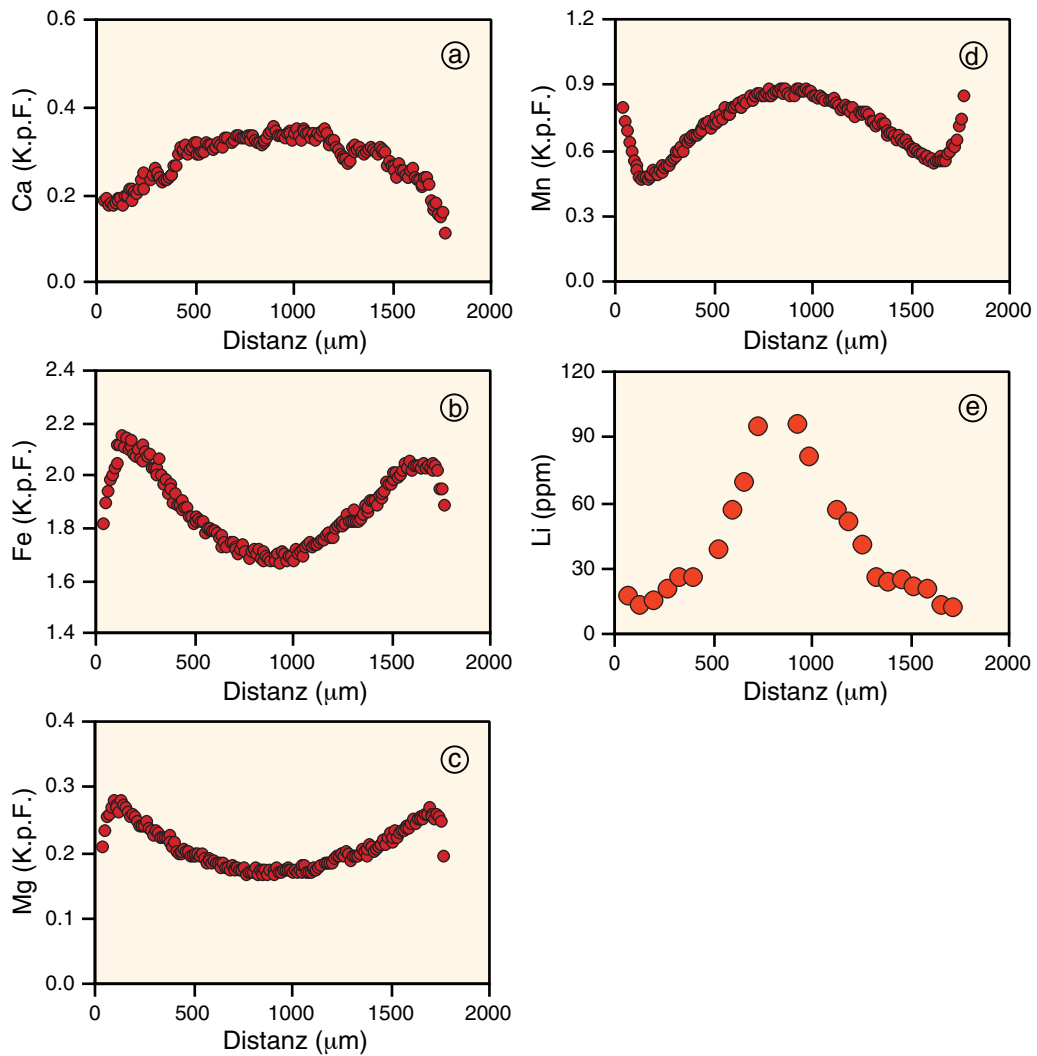 0.6
0.4
0.2
0.0
Ca (K.p.F.)
a
0 500 1000 1500 2000
Distanz (μm)
1.2
0.9
0.6
0.3
0.0
Mn (K.p.F.)
d
0 500 1000 1500 2000
Distanz (μm)
2.4
2.2
2.0
1.8
1.6
1.4
Fe (K.p.F.)
b
0 500 1000 1500 2000
Distanz (μm)
120
90
60
30
0
Li (ppm)
e
0 500 1000 1500 2000
Distanz (μm)
0.4
0.3
0.2
0.1
0.0
Mg (K.p.F.)
c
0 500 1000 1500 2000
Distanz (μm)